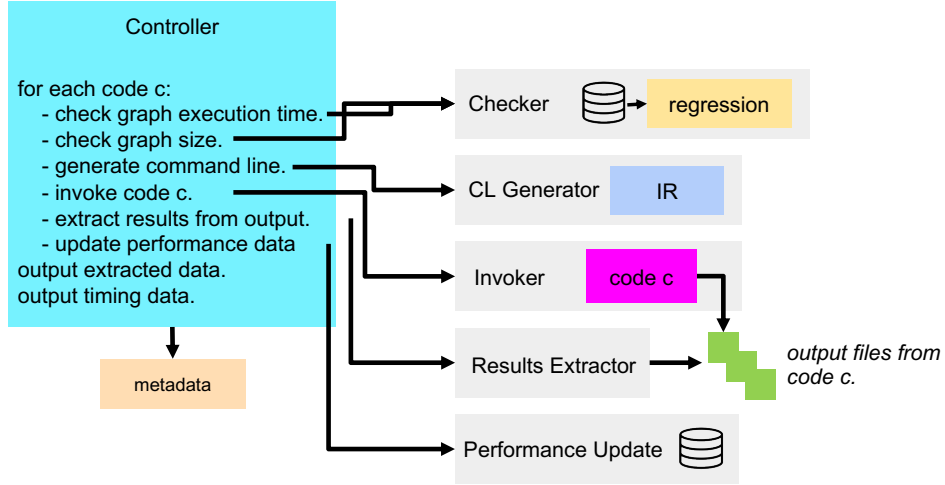 Controller
for each code c:
- check graph execution time.
- check graph size.
- generate command line.
- invoke code c.
- extract results from output.
- update performance data
output extracted data.
output timing data.
metadata
Checker
regression
CL Generator
IR
Invoker
code c
Results Extractor
output files from
code c.
Performance Update